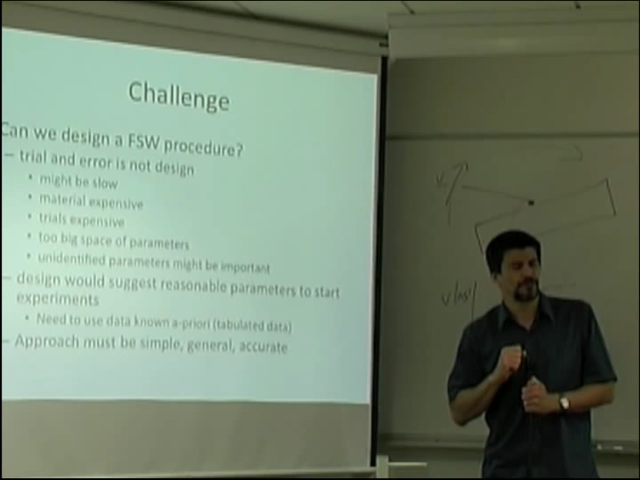 Challenge
Can we design a FSW procedure?
– trial and error is not design
• might be slow
• material expensive
• trials expensive
• too big space of parameters
• unidentified parameters might be important
– design would suggest reasonable parameters to start
experiments
• Need to use data known a-priori (tabulated data)
– Approach must be simple, general, accurate